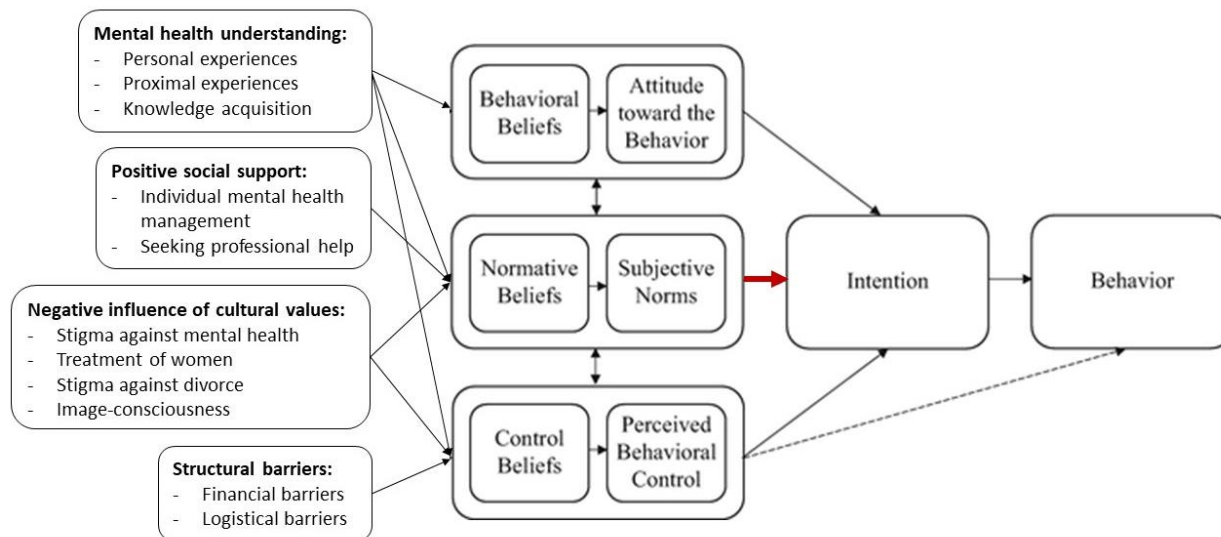 Mental health understanding:
- Personal experiences
- Proximal experiences
- Knowledge acquisition
Positive social support:
- Individual mental health
management
- Seeking professional help
Negative influence of cultural values:
- Stigma against mental health
- Treatment of women
- Stigma against divorce
- Image-consciousness
Structural barriers:
- Financial barriers
- Logistical barriers
Behavioral
Beliefs
Attitude
toward the
Behavior
Normative
Beliefs
Subjective
Norms
Control
Beliefs
Perceived
Behavioral
Control
Intention
Behavior